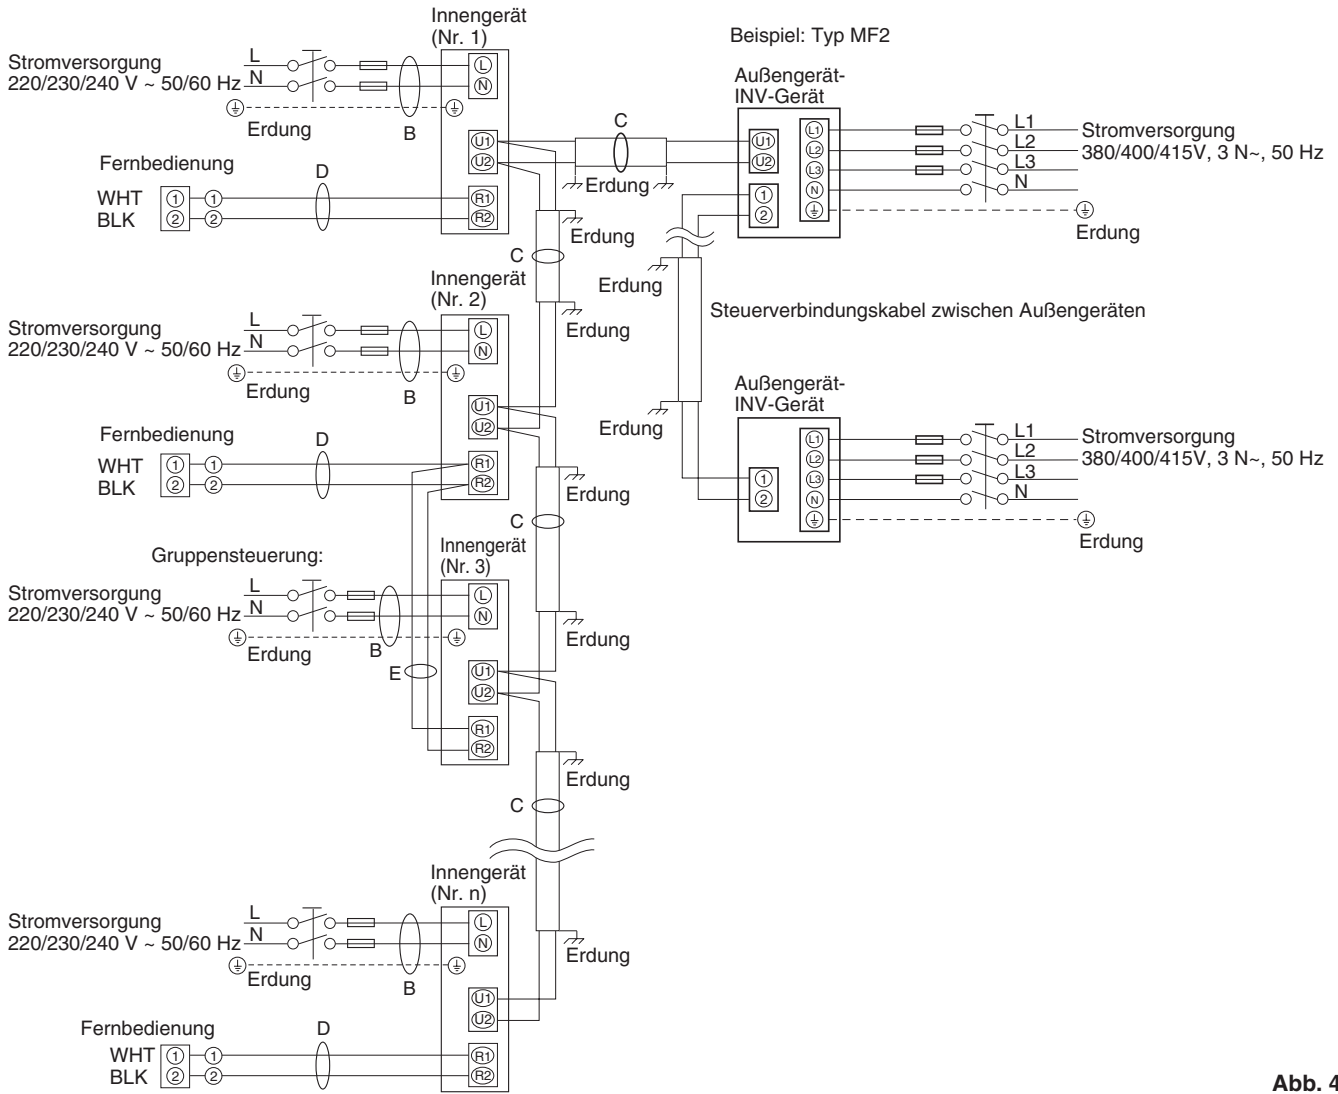 Innengerät
(Nr. 1)
Stromversorgung
220/230/240 V ~ 50/60 Hz
L
N
Erdung
B
L
N
U1
U2
R1
R2
Fernbedienung
D
WHT
BLK
1 1
2 2
C
Erdung
Beispiel: Typ MF2
Außengerät-
INV-Gerät
U1
U2
1
2
L1
L2
L3
N
L1
L2
L3
N
Stromversorgung
380/400/415V, 3 N~, 50 Hz
Erdung
Erdung
C
Erdung
Erdung
Steuerverbindungskabel zwischen Außengeräten
Erdung
Innengerät
(Nr. 2)
Stromversorgung
220/230/240 V ~ 50/60 Hz
L
N
Erdung
B
L
N
U1
U2
R1
R2
Fernbedienung
D
WHT
BLK
1 1
2 2
Außengerät-
INV-Gerät
1
2
L1
L2
L3
N
L1
L2
L3
N
Stromversorgung
380/400/415V, 3 N~, 50 Hz
Erdung
Erdung
C
Erdung
Gruppensteuerung:
Innengerät
(Nr. 3)
Stromversorgung
220/230/240 V ~ 50/60 Hz
L
N
Erdung
B
E
L
N
U1
U2
R1
R2
Erdung
C
Innengerät
(Nr. n)
Stromversorgung
220/230/240 V ~ 50/60 Hz
L
N
Erdung
B
L
N
U1
U2
R1
R2
Erdung
Fernbedienung
D
WHT
BLK
1 1
2 2
Abb. 4